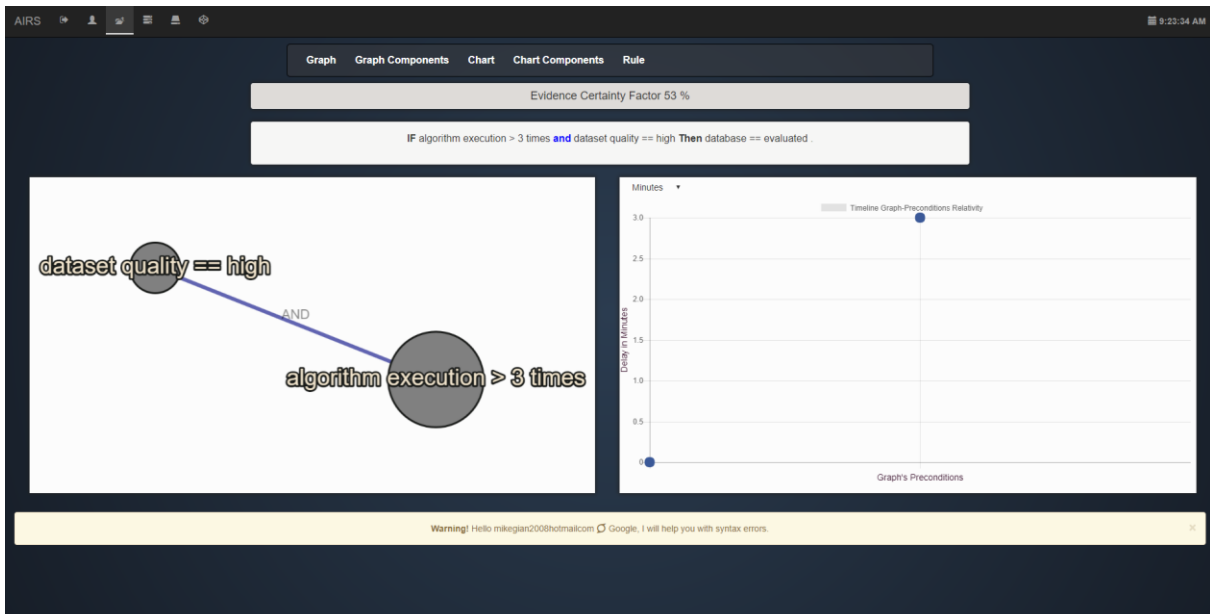 AIRS 9:23:34 AM
Graph Graph Components Chart Chart Components Rule
Evidence Certainty Factor 53 %
IF algorithm execution > 3 times and dataset quality == high Then database == evaluated .
dataset quality == high
AND
algorithm execution > 3 times
Minutes
Timeline Graph-Preconditions Relativity
3.0
2.5
2.0
1.5
1.0
0.5
0
Delay in Minutes
Graph's Preconditions
Warning! Hello mikegian2008hotmailcom Google, I will help you with syntax errors. ×